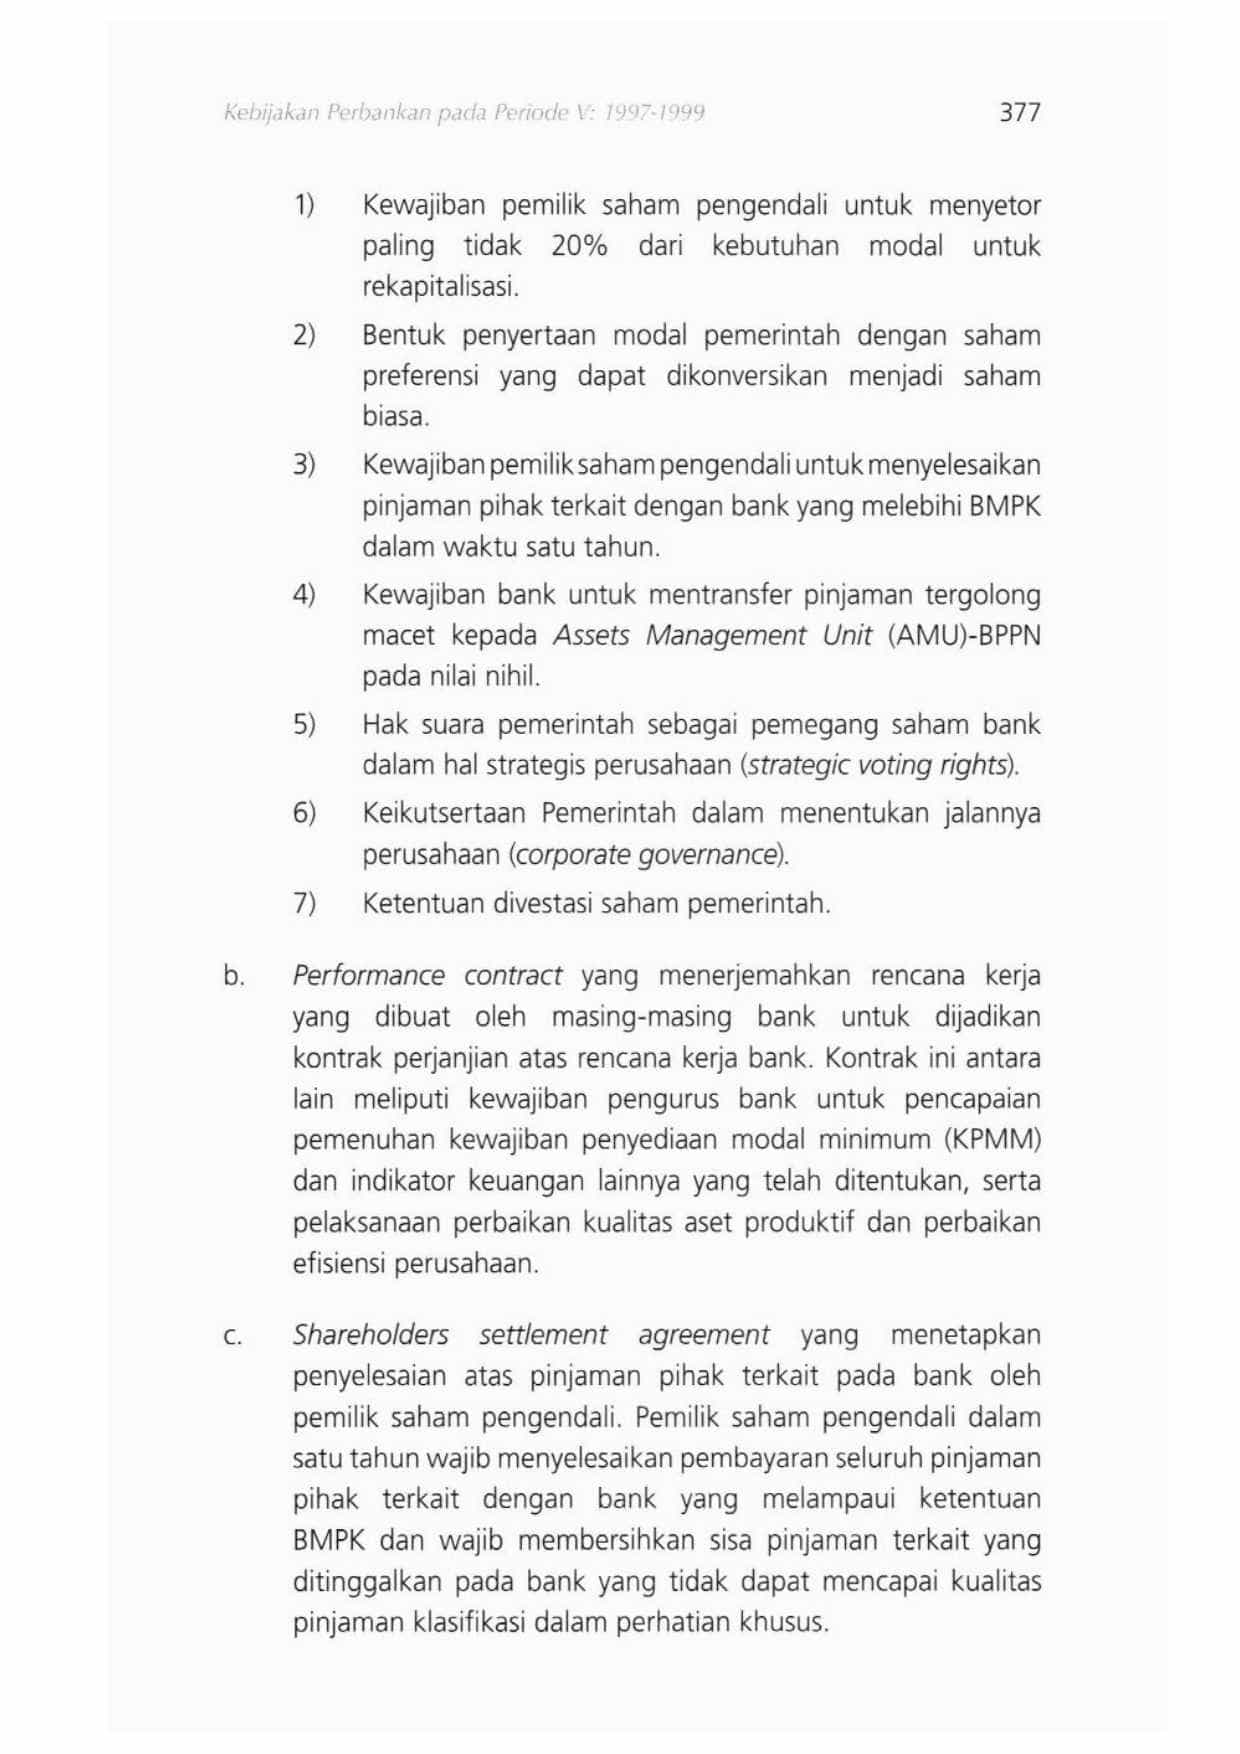 Kebijakan Perbankan pada Periode V: 1997-1999 377
1) Kewajiban pemilik saham pengendali untuk menyetor
paling tidak 20% dari kebutuhan modal untuk
rekapitalisasi.
2) Bentuk penyertaan modal pemerintah dengan saham
preferensi yang dapat dikonversikan menjadi saham
biasa.
3) Kewajiban pemilik saham pengendali untuk menyelesaikan
pinjaman pihak terkait dengan bank yang melebihi BMPK
dalam waktu satu tahun.
4) Kewajiban bank untuk mentransfer pinjaman tergolong
macet kepada Assets Management Unit (AMU)-BPPN
pada nilai nihil.
5) Hak suara pemerintah sebagai pemegang saham bank
dalam hal strategis perusahaan (strategic voting rights).
6) Keikutsertaan Pemerintah dalam menentukan jalannya
perusahaan (corporate governance).
7) Ketentuan divestasi saham pemerintah.
b. Performance contract yang menerjemahkan rencana kerja
yang dibuat oleh masing-masing bank untuk dijadikan
kontrak perjanjian atas rencana kerja bank. Kontrak ini antara
lain meliputi kewajiban pengurus bank untuk pencapaian
pemenuhan kewajiban penyediaan modal minimum (KPMM)
dan indikator keuangan lainnya yang telah ditentukan, serta
pelaksanaan perbaikan kualitas aset produktif dan perbaikan
efisiensi perusahaan.
c. Shareholders settlement agreement yang menetapkan
penyelesaian atas pinjaman pihak terkait pada bank oleh
pemilik saham pengendali. Pemilik saham pengendali dalam
satu tahun wajib menyelesaikan pembayaran seluruh pinjaman
pihak terkait dengan bank yang melampaui ketentuan
BMPK dan wajib membersihkan sisa pinjaman terkait yang
ditinggalkan pada bank yang tidak dapat mencapai kualitas
pinjaman klasifikasi dalam perhatian khusus.